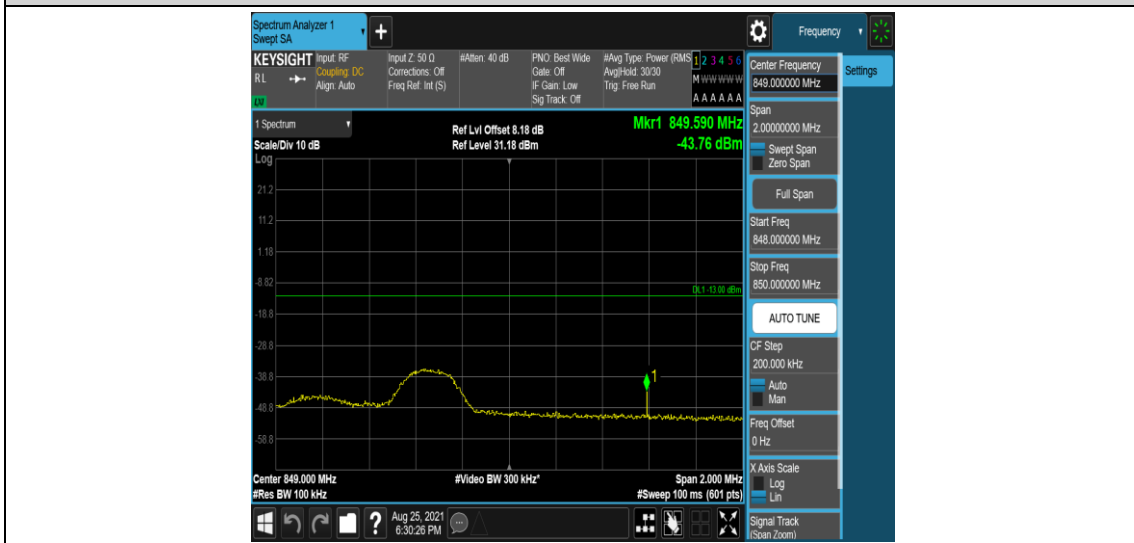 Spectrum Analyzer 1
Swept SA
+
Frequency
KEYSIGHT
RL
LXI
Input: RF
Coupling: DC
Align: Auto
Input Z: 50 Ω
Corrections: Off
Freq Ref: Int (S)
#Atten: 40 dB
PNO: Best Wide
Gate: Off
IF Gain: Low
Sig Track: Off
#Avg Type: Power (RMS
Avg|Hold: 30/30
Trig: Free Run
1 2 3 4 5 6
M W W W W W
A A A A A A
1 Spectrum
Scale/Div 10 dB
Log
Ref Lvl Offset 8.18 dB
Ref Level 31.18 dBm
Mkr1 849.590 MHz
-43.76 dBm
21.2
11.2
1.18
-8.82
DL1 -13.00 dBm
-18.8
-28.8
-38.8
1
-48.8
-58.8
Center 849.000 MHz
#Res BW 100 kHz
#Video BW 300 kHz*
Span 2.000 MHz
#Sweep 100 ms (601 pts)
Center Frequency
849.000000 MHz
Settings
Span
2.00000000 MHz
Swept Span
Zero Span
Full Span
Start Freq
848.000000 MHz
Stop Freq
850.000000 MHz
AUTO TUNE
CF Step
200.000 kHz
Auto
Man
Freq Offset
0 Hz
X Axis Scale
Log
Lin
Signal Track
(Span Zoom)
?
Aug 25, 2021
6:30:26 PM